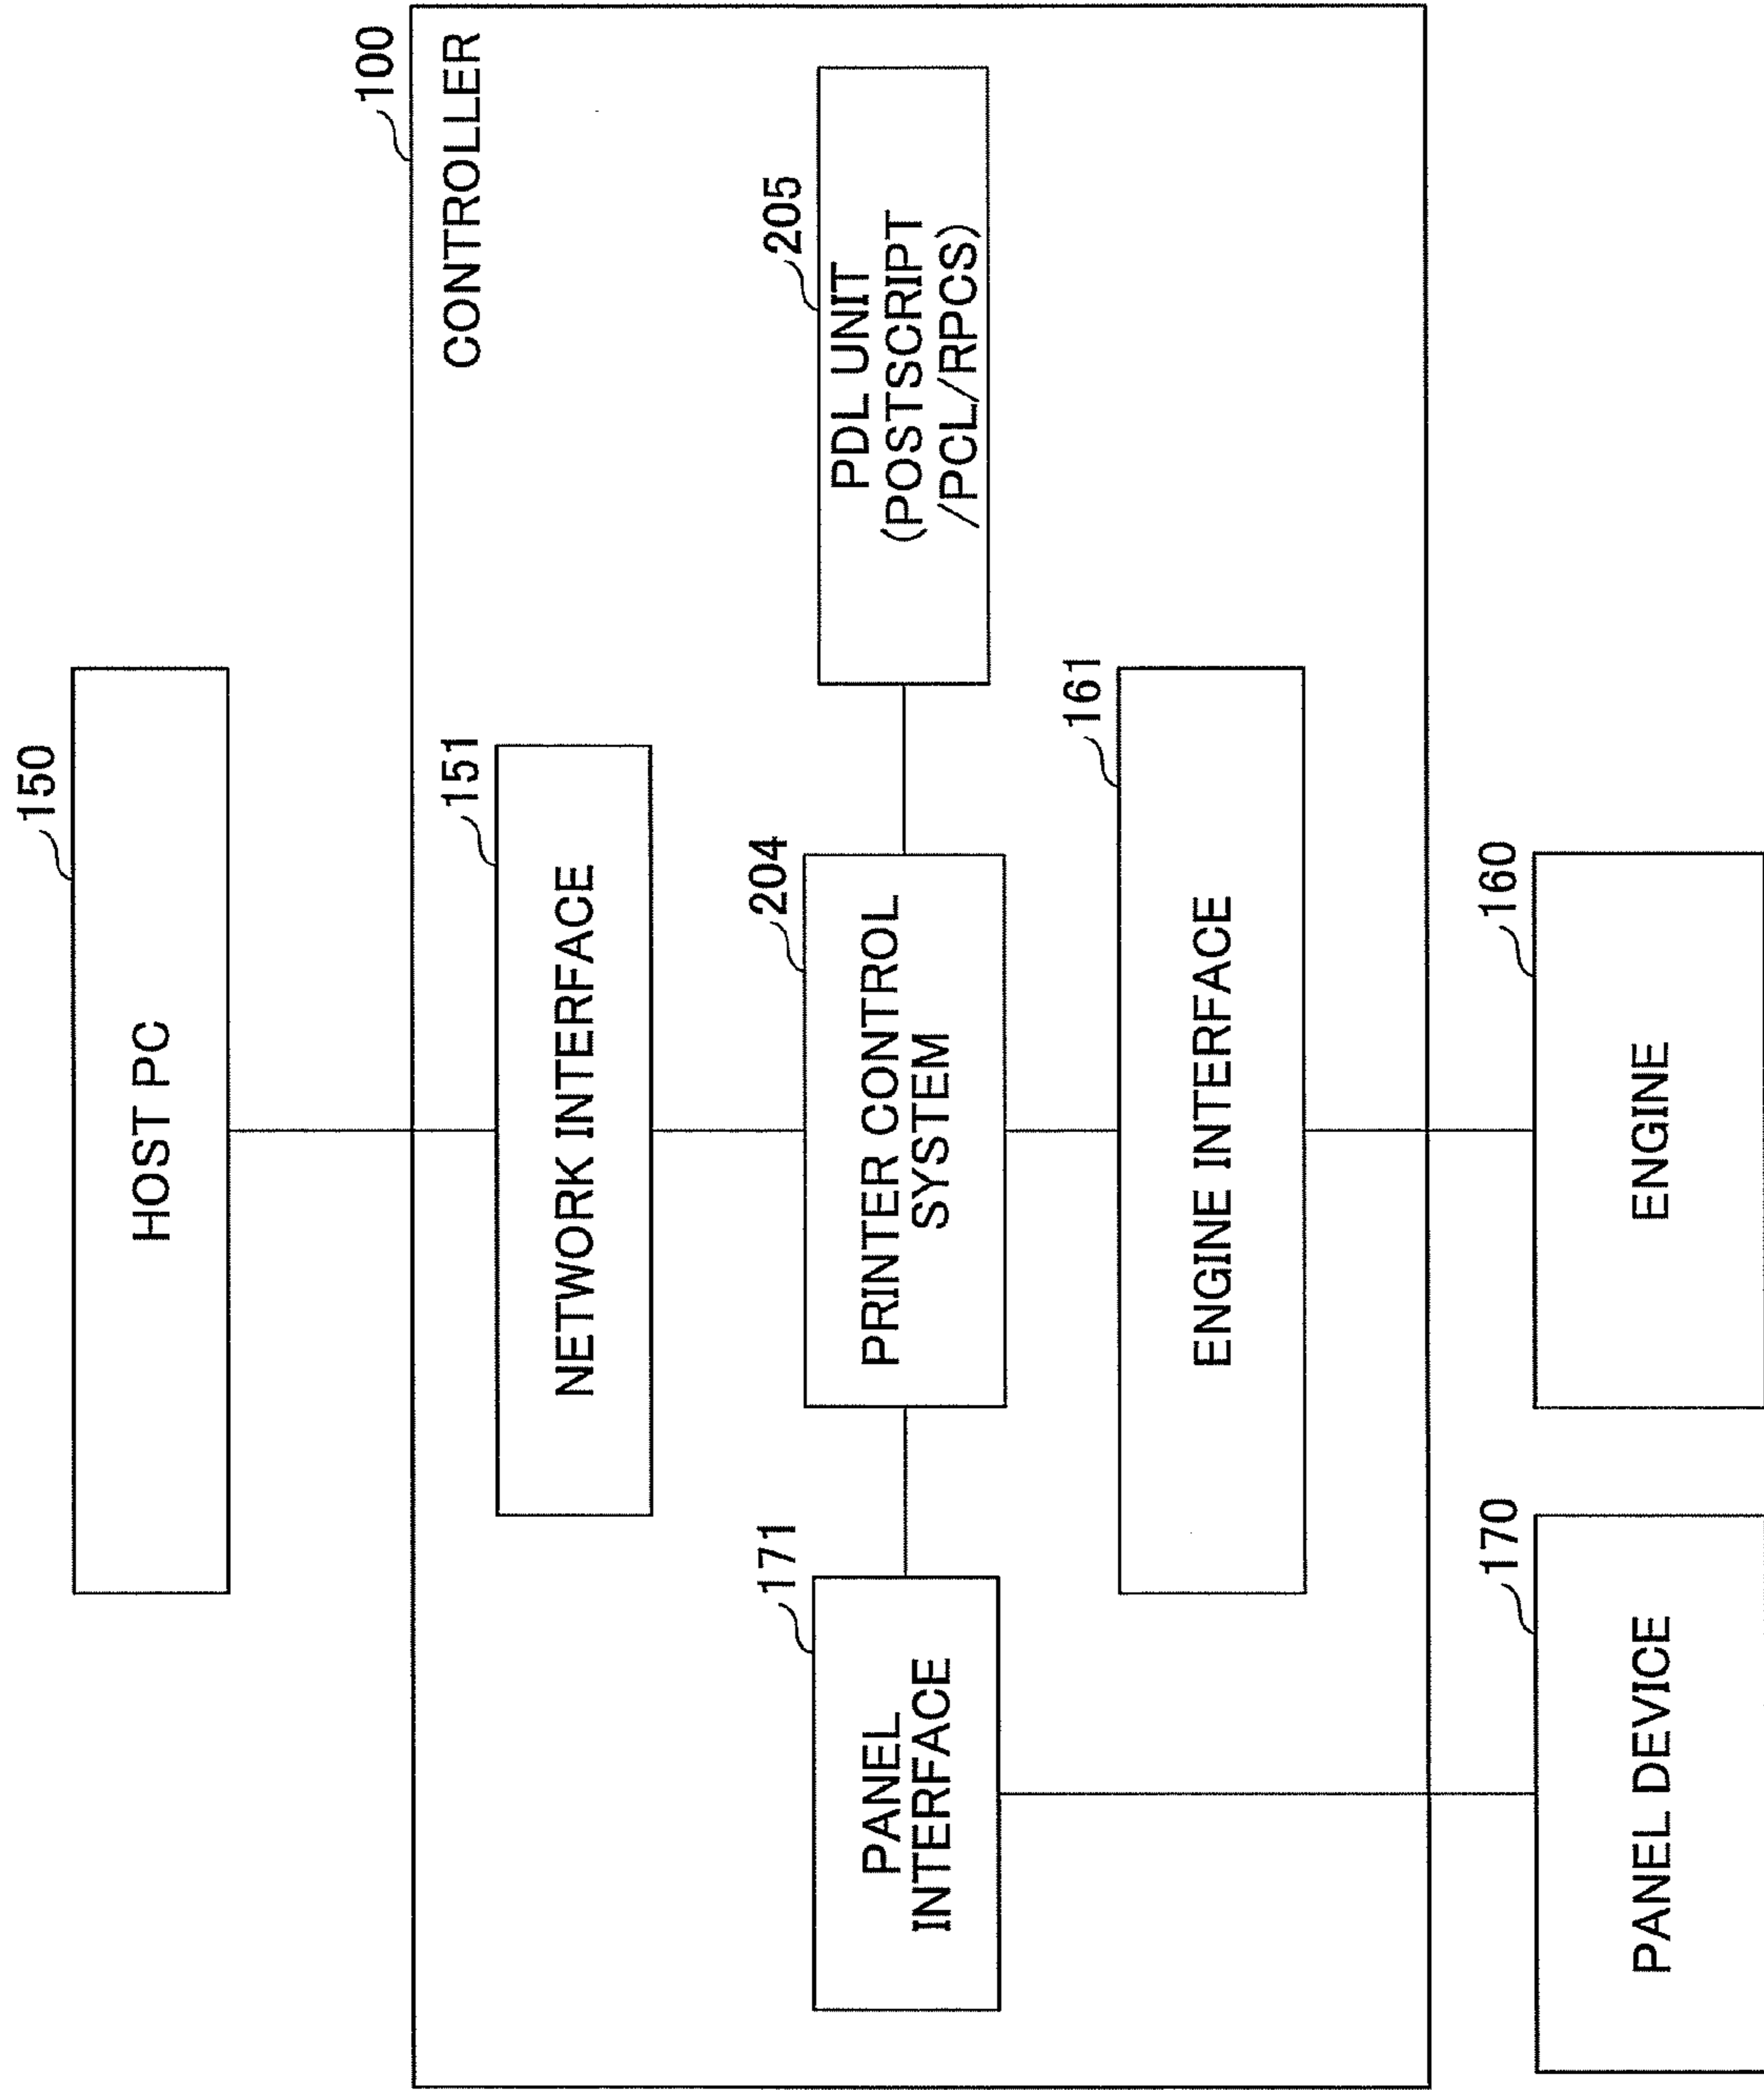 150
HOST PC
100
CONTROLLER
151
NETWORK INTERFACE
171
PANEL
INTERFACE
204
PRINTER CONTROL
SYSTEM
205
PDL UNIT
(POSTSCRIPT
/PCL/RPCS)
161
ENGINE INTERFACE
170
PANEL DEVICE
160
ENGINE